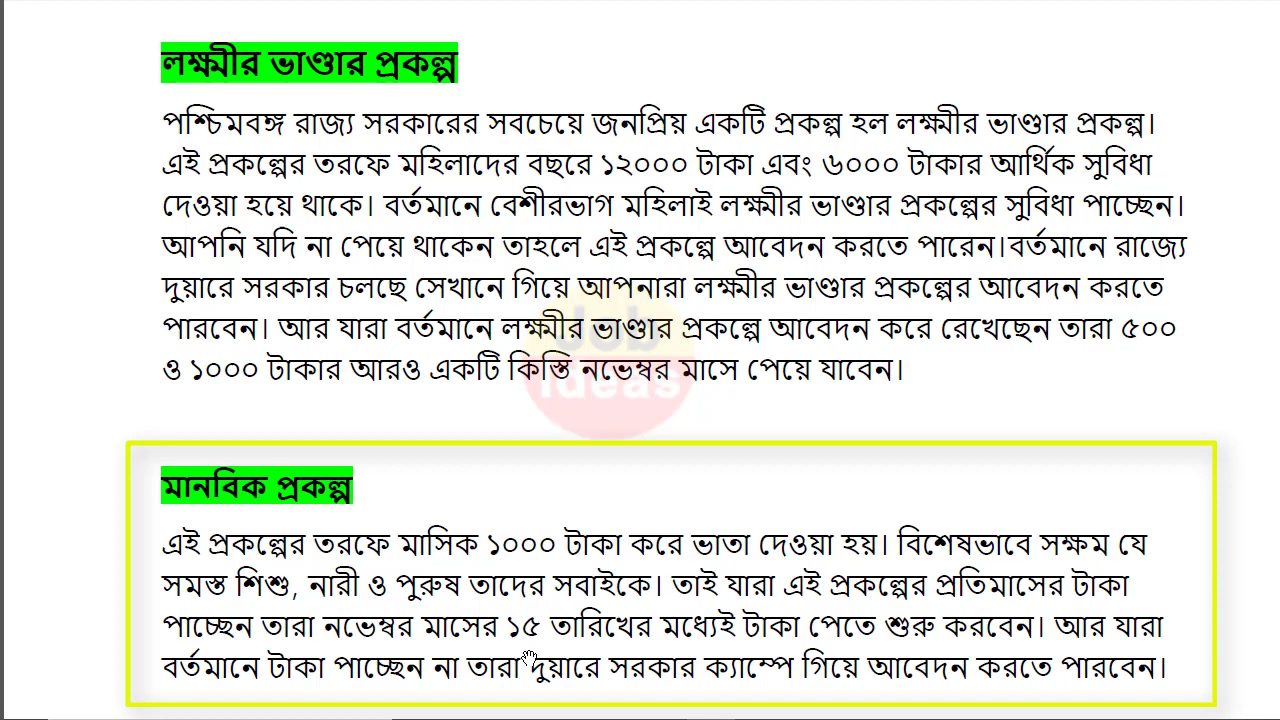 লক্ষ্মীর ভাণ্ডার প্রকল্প
পশ্চিমবঙ্গ রাজ্য সরকারের সবচেয়ে জনপ্রিয় একটি প্রকল্প হল লক্ষ্মীর ভাণ্ডার প্রকল্প।
এই প্রকল্পের তরফে মহিলাদের বছরে ১২০০০ টাকা এবং ৬০০০ টাকার আর্থিক সুবিধা
দেওয়া হয়ে থাকে। বর্তমানে বেশীরভাগ মহিলাই লক্ষ্মীর ভাণ্ডার প্রকল্পের সুবিধা পাচ্ছেন।
আপনি যদি না পেয়ে থাকেন তাহলে এই প্রকল্পে আবেদন করতে পারেন।বর্তমানে রাজ্যে
দুয়ারে সরকার চলছে সেখানে গিয়ে আপনারা লক্ষ্মীর ভাণ্ডার প্রকল্পের আবেদন করতে
পারবেন। আর যারা বর্তমানে লক্ষ্মীর ভাণ্ডার প্রকল্পে আবেদন করে রেখেছেন তারা ৫০০
ও ১০০০ টাকার আরও একটি কিস্তি নভেম্বর মাসে পেয়ে যাবেন।
Job
Ideas
মানবিক প্রকল্প
এই প্রকল্পের তরফে মাসিক ১০০০ টাকা করে ভাতা দেওয়া হয়। বিশেষভাবে সক্ষম যে
সমস্ত শিশু, নারী ও পুরুষ তাদের সবাইকে। তাই যারা এই প্রকল্পের প্রতিমাসের টাকা
পাচ্ছেন তারা নভেম্বর মাসের ১৫ তারিখের মধ্যেই টাকা পেতে শুরু করবেন। আর যারা
বর্তমানে টাকা পাচ্ছেন না তারা দুয়ারে সরকার ক্যাম্পে গিয়ে আবেদন করতে পারবেন।